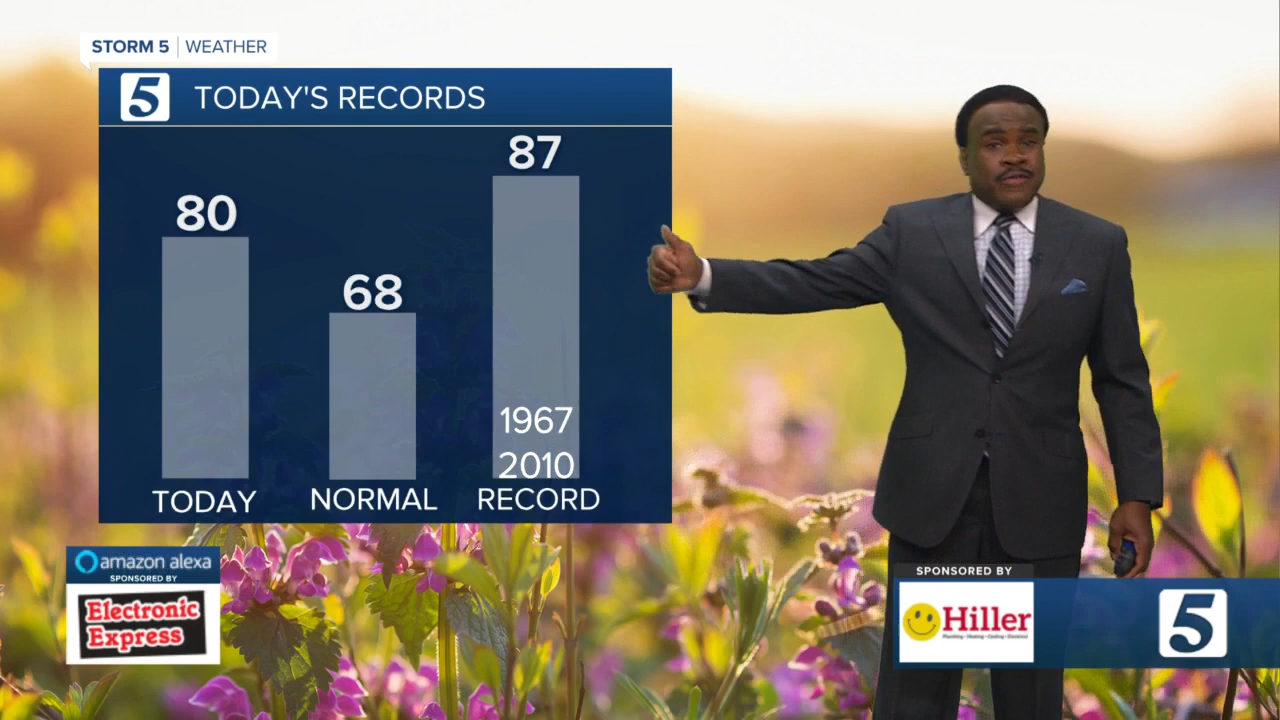 STORM 5 | WEATHER
5 TODAY'S RECORDS
87
80
68
1967
2010
TODAY NORMAL RECORD
amazon alexa
SPONSORED BY
Electronic
Express
SPONSORED BY
Hiller
Plumbing • Heating • Cooling • Electrical
5